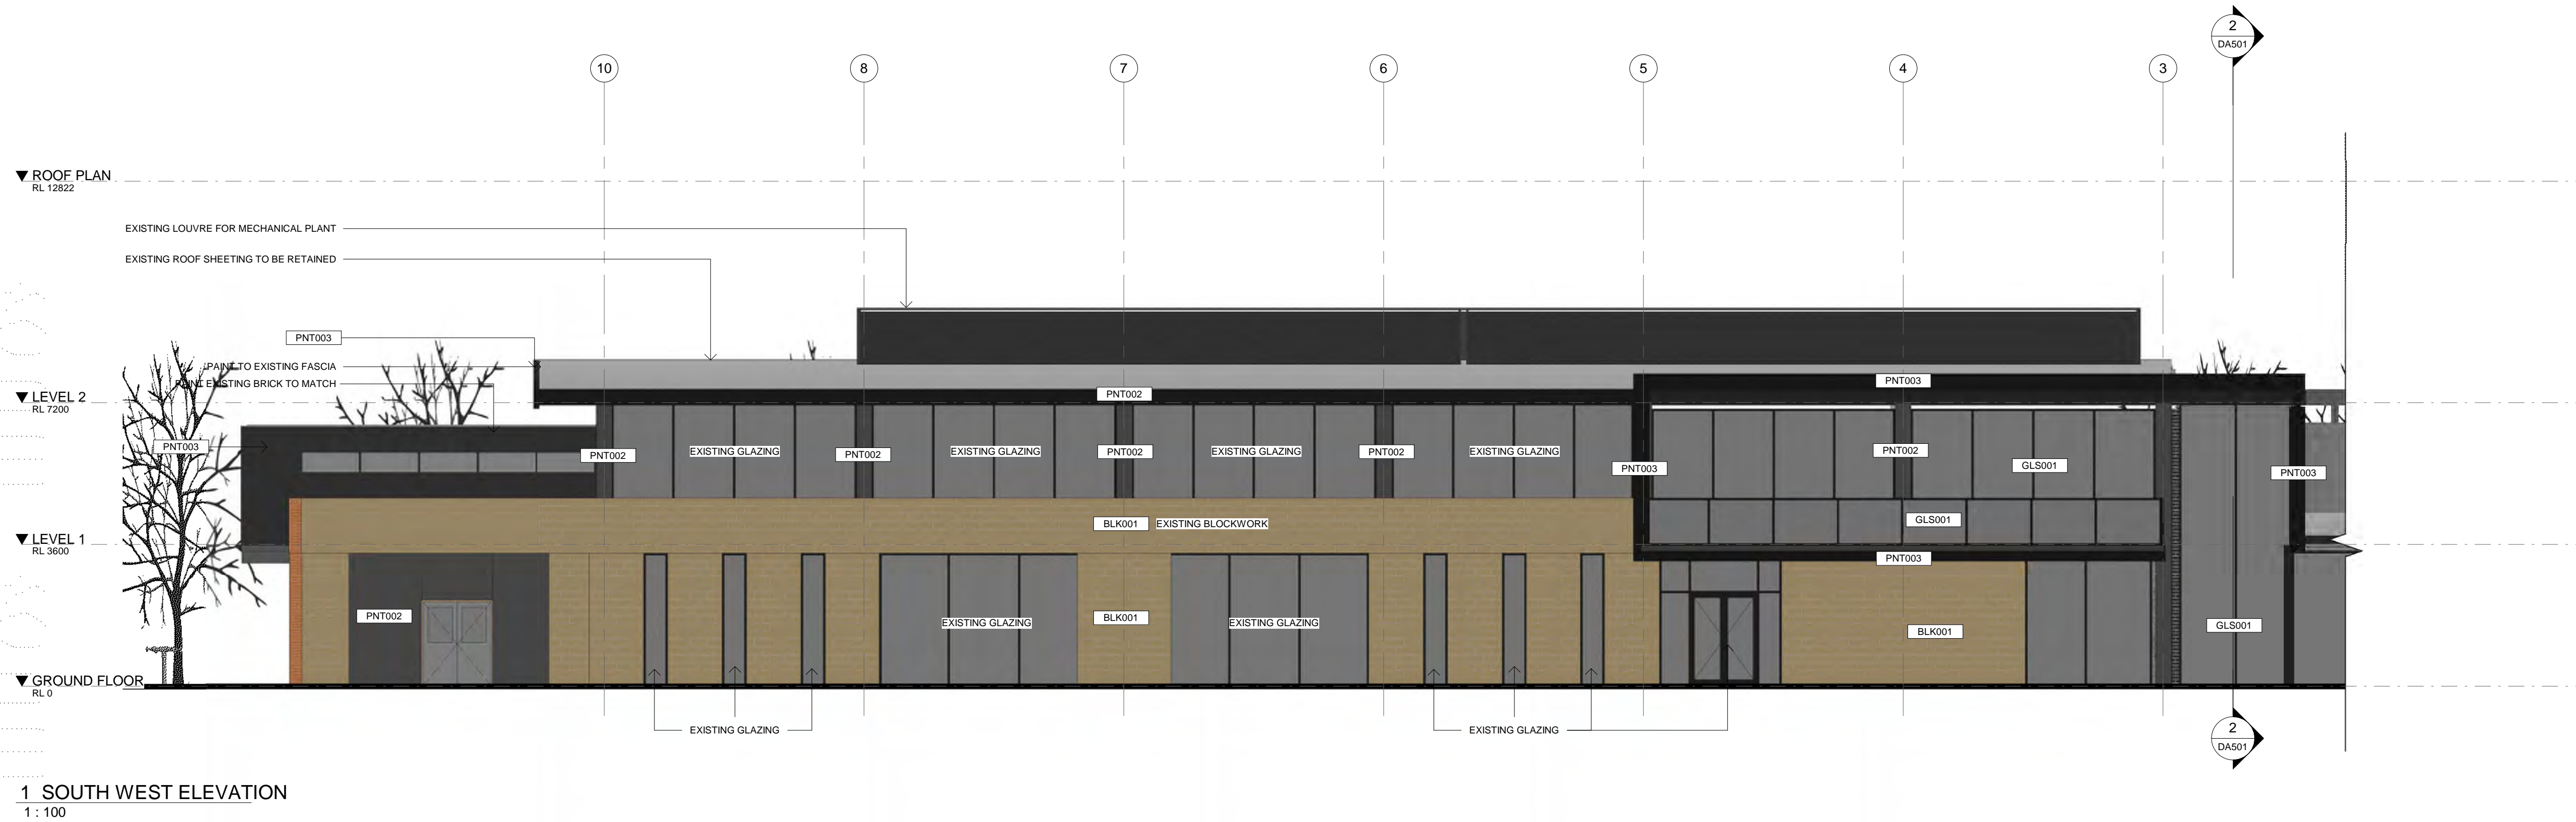 2
DA501
10
8
7
6
5
4
3
ROOF PLAN
RL 12822
EXISTING LOUVRE FOR MECHANICAL PLANT
EXISTING ROOF SHEETING TO BE RETAINED
PNT003
PAINT TO EXISTING FASCIA
PAINT EXISTING BRICK TO MATCH
PNT003
PNT002
LEVEL 2
RL 7200
PNT003
PNT002
EXISTING GLAZING
PNT002
EXISTING GLAZING
PNT002
EXISTING GLAZING
PNT002
EXISTING GLAZING
PNT003
PNT002
GLS001
PNT003
BLK001 EXISTING BLOCKWORK
GLS001
LEVEL 1
RL 3600
PNT003
PNT002
EXISTING GLAZING
BLK001
EXISTING GLAZING
BLK001
GLS001
GROUND FLOOR
RL 0
EXISTING GLAZING
EXISTING GLAZING
2
DA501
1 SOUTH WEST ELEVATION
1 : 100